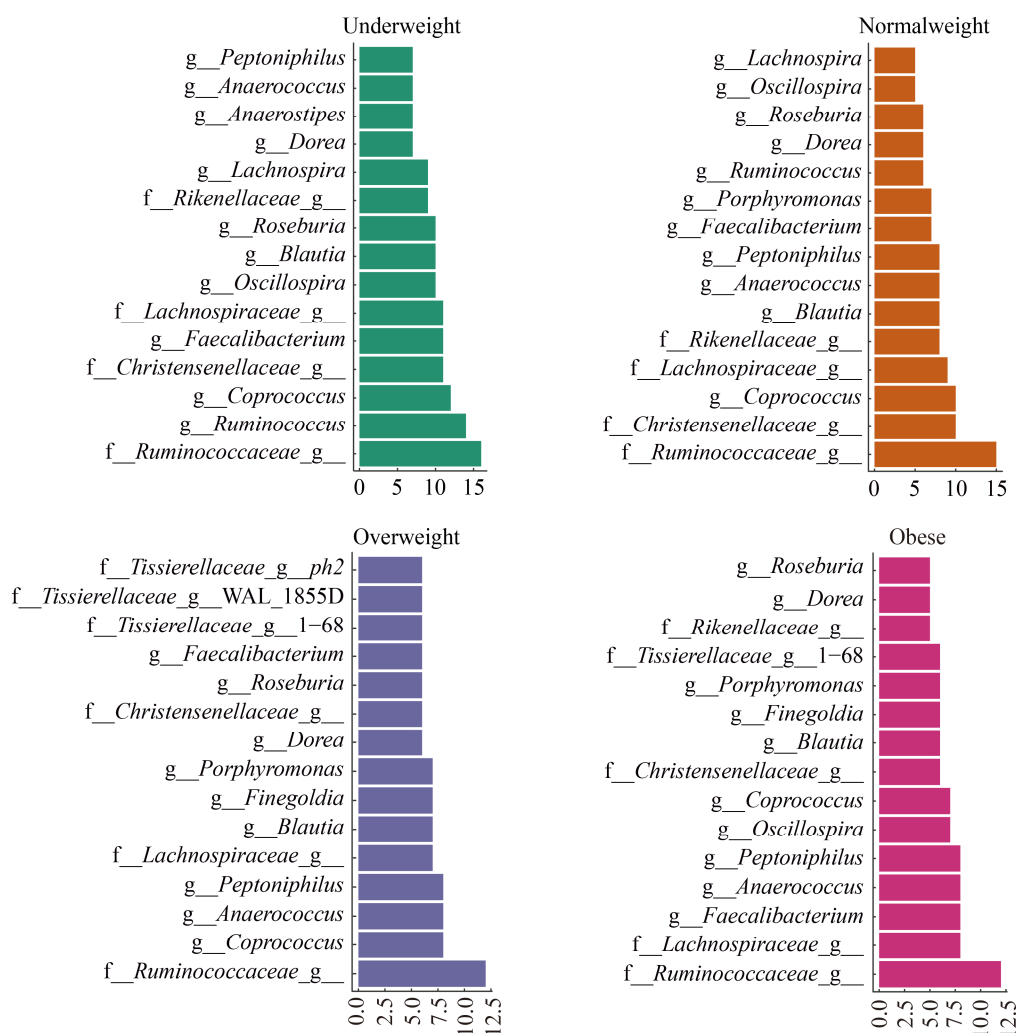 Underweight
g__Peptoniphilus
g__Anaerococcus
g__Anaerostipes
g__Dorea
g__Lachnospira
f__Rikenellaceae_g__
g__Roseburia
g__Blautia
g__Oscillospira
f__Lachnospiraceae_g__
g__Faecalibacterium
f__Christensenellaceae_g__
g__Coprococcus
g__Ruminococcus
f__Ruminococcaceae_g__
0 5 10 15
Normalweight
g__Lachnospira
g__Oscillospira
g__Roseburia
g__Dorea
g__Ruminococcus
g__Porphyromonas
g__Faecalibacterium
g__Peptoniphilus
g__Anaerococcus
g__Blautia
f__Rikenellaceae_g__
f__Lachnospiraceae_g__
g__Coprococcus
f__Christensenellaceae_g__
f__Ruminococcaceae_g__
0 5 10 15
Overweight
f__Tissierellaceae_g__ph2
f__Tissierellaceae_g__WAL_1855D
f__Tissierellaceae_g__1−68
g__Faecalibacterium
g__Roseburia
f__Christensenellaceae_g__
g__Dorea
g__Porphyromonas
g__Finegoldia
g__Blautia
f__Lachnospiraceae_g__
g__Peptoniphilus
g__Anaerococcus
g__Coprococcus
f__Ruminococcaceae_g__
0.0 2.5 5.0 7.5 10.0 12.5
Obese
g__Roseburia
g__Dorea
f__Rikenellaceae_g__
f__Tissierellaceae_g__1−68
g__Porphyromonas
g__Finegoldia
g__Blautia
f__Christensenellaceae_g__
g__Coprococcus
g__Oscillospira
g__Peptoniphilus
g__Anaerococcus
g__Faecalibacterium
f__Lachnospiraceae_g__
f__Ruminococcaceae_g__
0.0 2.5 5.0 7.5 10.0 12.5